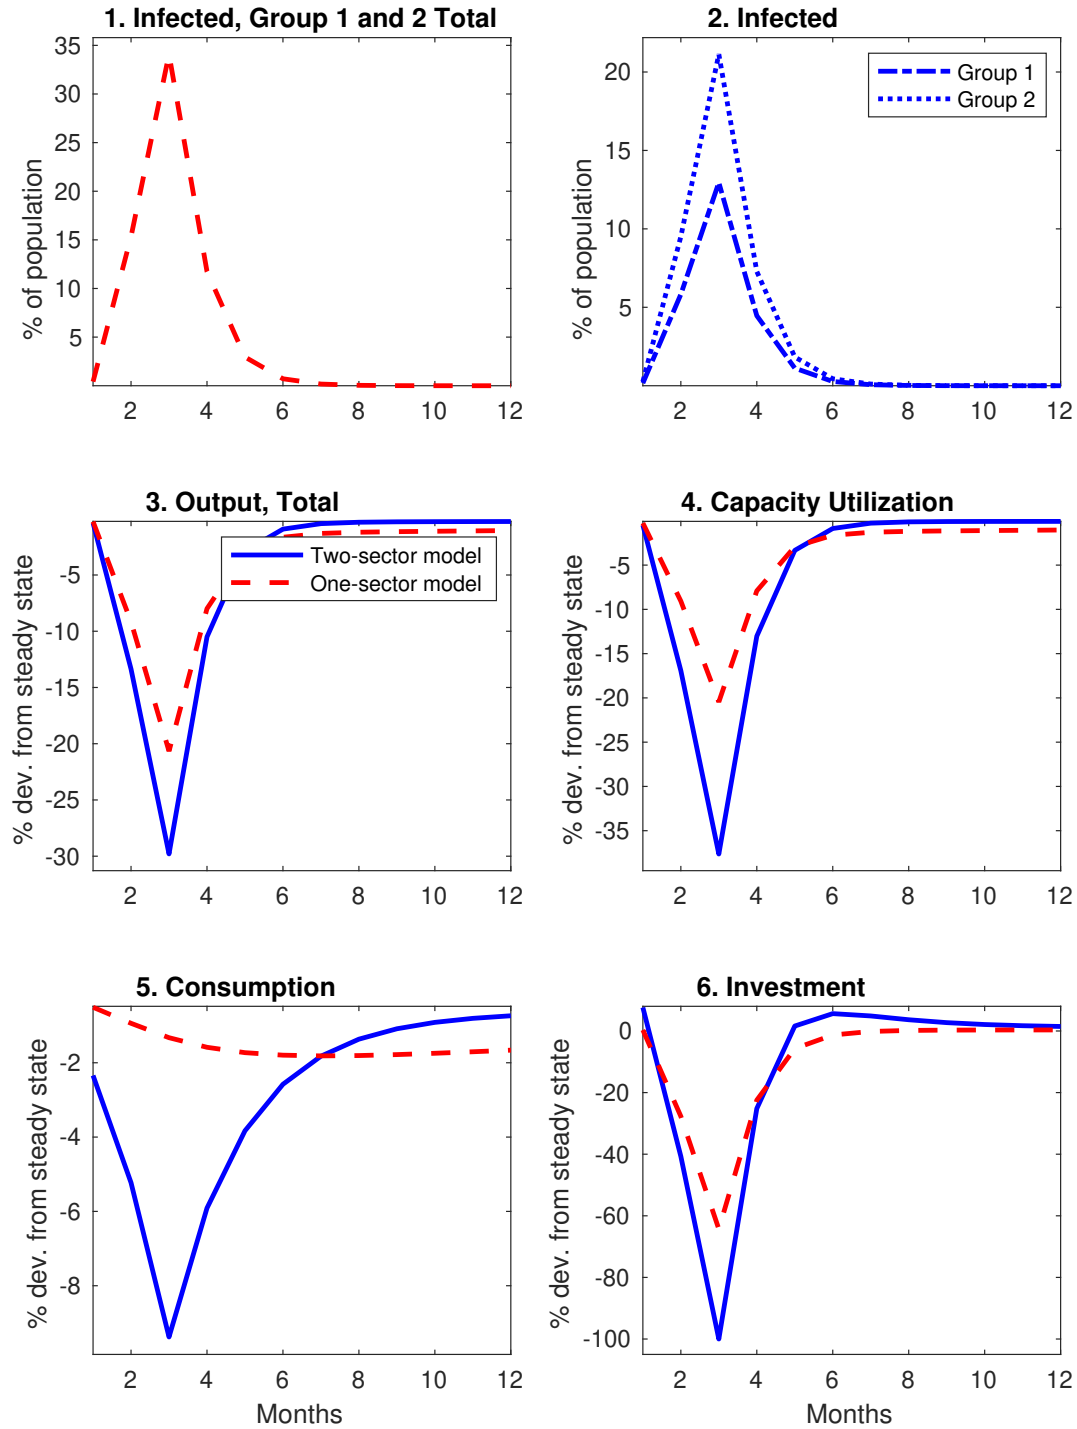 1. Infected, Group 1 and 2 Total
% of population
35
30
25
20
15
10
5
2 4 6 8 10 12
2. Infected
% of population
20
15
10
5
Group 1
Group 2
2 4 6 8 10 12
3. Output, Total
% dev. from steady state
-5
-10
-15
-20
-25
-30
Two-sector model
One-sector model
2 4 6 8 10 12
4. Capacity Utilization
% dev. from steady state
-5
-10
-15
-20
-25
-30
-35
2 4 6 8 10 12
5. Consumption
% dev. from steady state
-2
-4
-6
-8
2 4 6 8 10 12
Months
6. Investment
% dev. from steady state
0
-20
-40
-60
-80
-100
2 4 6 8 10 12
Months